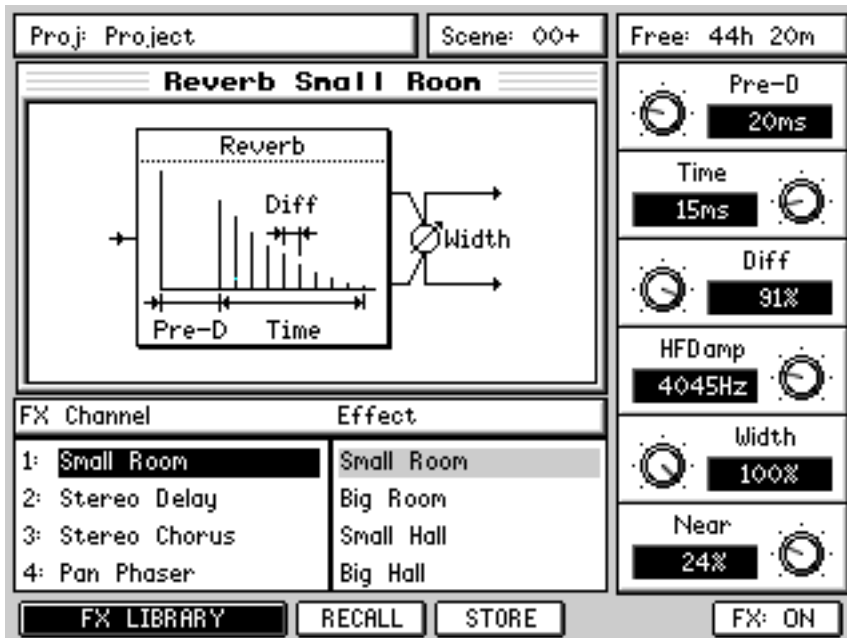 Proj: Project
Scene: 00+
Free: 44h 20m
Reverb Small Room
Reverb
Diff
Width
Pre-D Time
Pre-D
20ms
Time
15ms
Diff
91%
HFDamp
4045Hz
Width
100%
Near
24%
FX Channel Effect
1: Small Room Small Room
2: Stereo Delay Big Room
3: Stereo Chorus Small Hall
4: Pan Phaser Big Hall
FX LIBRARY RECALL STORE FX: ON